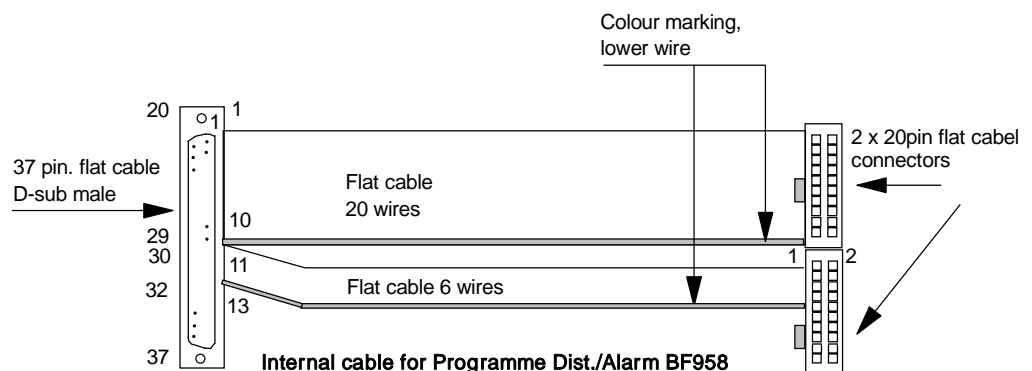 Colour marking,
lower wire
20 1
1
37 pin. flat cable
D-sub male
Flat cable
20 wires
2 x 20pin flat cabel
connectors
29 10
30 11
1 2
32 13
Flat cable 6 wires
37
Internal cable for Programme Dist./Alarm BF958